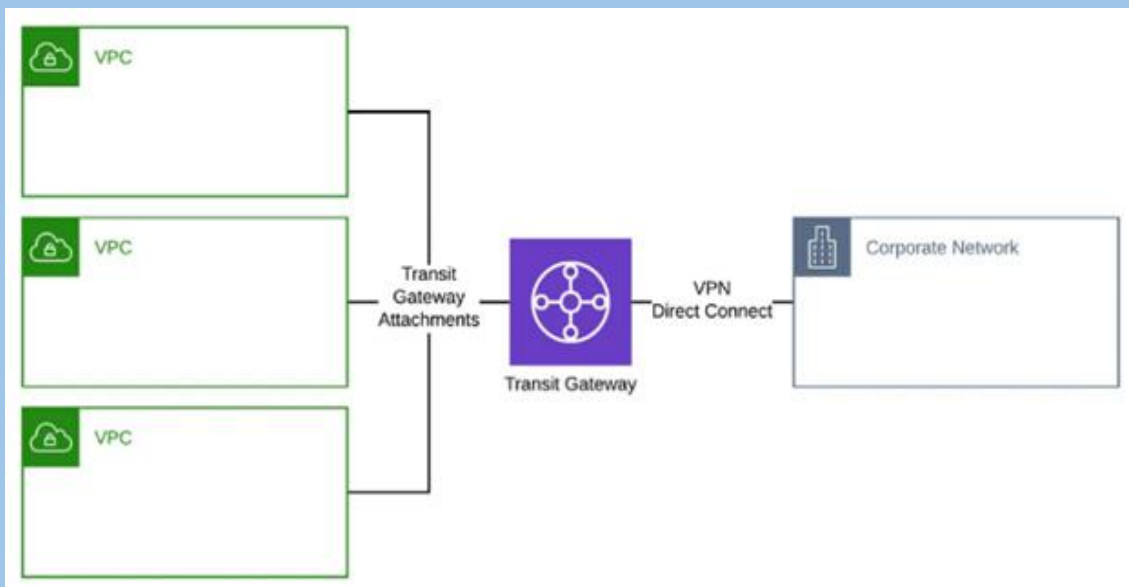 VPC
VPC
VPC
Transit
Gateway
Attachments
Transit Gateway
VPN
Direct Connect
Corporate Network